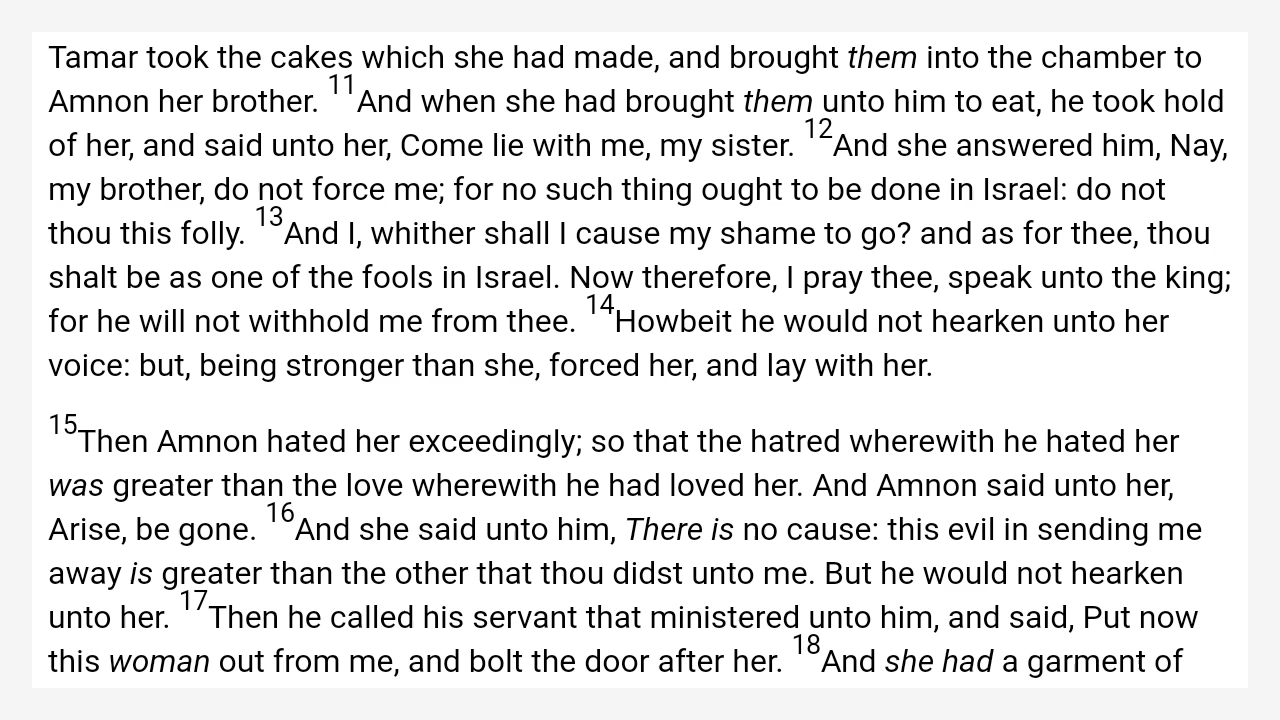 Tamar took the cakes which she had made, and brought them into the chamber to
Amnon her brother. 11And when she had brought them unto him to eat, he took hold
of her, and said unto her, Come lie with me, my sister. 12And she answered him, Nay,
my brother, do not force me; for no such thing ought to be done in Israel: do not
thou this folly. 13And I, whither shall I cause my shame to go? and as for thee, thou
shalt be as one of the fools in Israel. Now therefore, I pray thee, speak unto the king;
for he will not withhold me from thee. 14Howbeit he would not hearken unto her
voice: but, being stronger than she, forced her, and lay with her.
15Then Amnon hated her exceedingly; so that the hatred wherewith he hated her
was greater than the love wherewith he had loved her. And Amnon said unto her,
Arise, be gone. 16And she said unto him, There is no cause: this evil in sending me
away is greater than the other that thou didst unto me. But he would not hearken
unto her. 17Then he called his servant that ministered unto him, and said, Put now
this woman out from me, and bolt the door after her. 18And she had a garment of